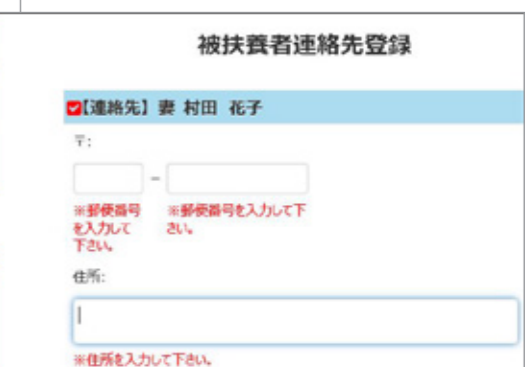 被扶養者連絡先登録
【連絡先】妻 村田 花子
〒:
-
※郵便番号 ※郵便番号を入力して下
を入力して さい。
下さい。
住所:
※住所を入力して下さい。